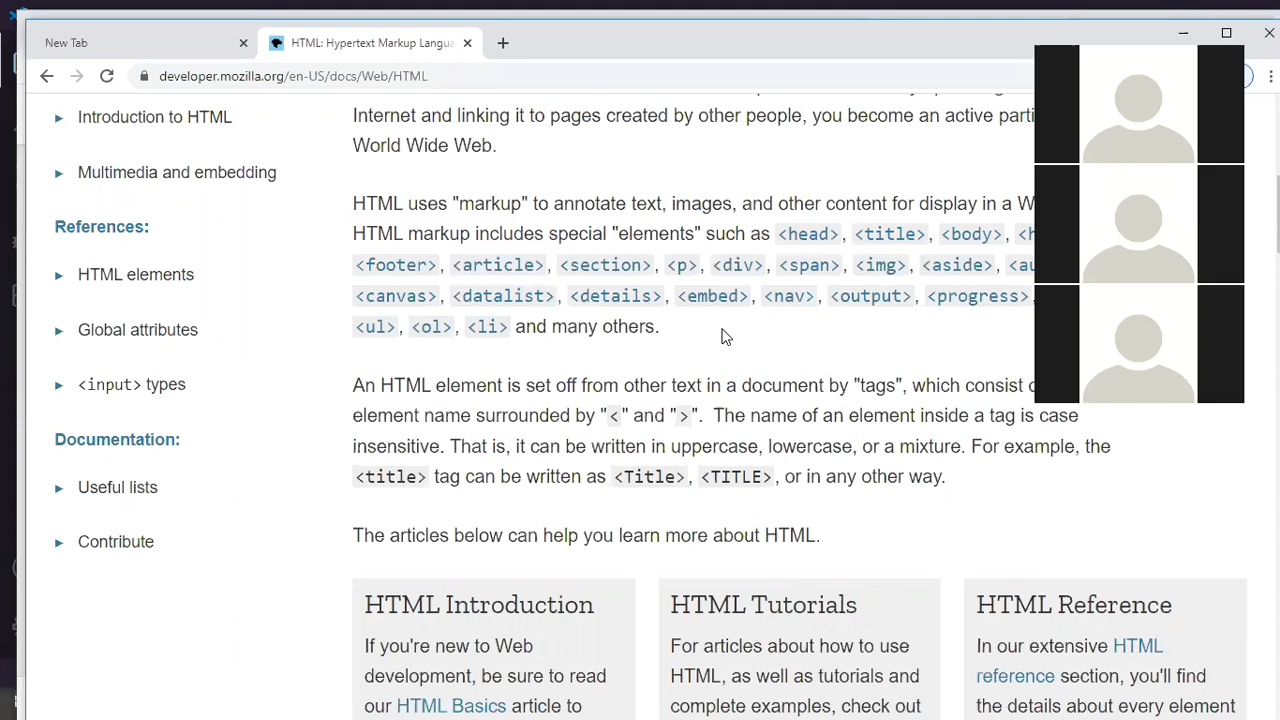 New Tab
HTML: Hypertext Markup Langua
developer.mozilla.org/en-US/docs/Web/HTML
Introduction to HTML
Multimedia and embedding
References:
HTML elements
Global attributes
<input> types
Documentation:
Useful lists
Contribute
Internet and linking it to pages created by other people, you become an active parti
World Wide Web.
HTML uses "markup" to annotate text, images, and other content for display in a W
HTML markup includes special "elements" such as <head>, <title>, <body>, <h
<footer>, <article>, <section>, <p>, <div>, <span>, <img>, <aside>, <au
<canvas>, <datalist>, <details>, <embed>, <nav>, <output>, <progress>,
<ul>, <ol>, <li> and many others.
An HTML element is set off from other text in a document by "tags", which consist
element name surrounded by "<" and ">". The name of an element inside a tag is case
insensitive. That is, it can be written in uppercase, lowercase, or a mixture. For example, the
<title> tag can be written as <Title>, <TITLE>, or in any other way.
The articles below can help you learn more about HTML.
HTML Introduction
If you're new to Web
development, be sure to read
our HTML Basics article to
HTML Tutorials
For articles about how to use
HTML, as well as tutorials and
complete examples, check out
HTML Reference
In our extensive HTML
reference section, you'll find
the details about every element